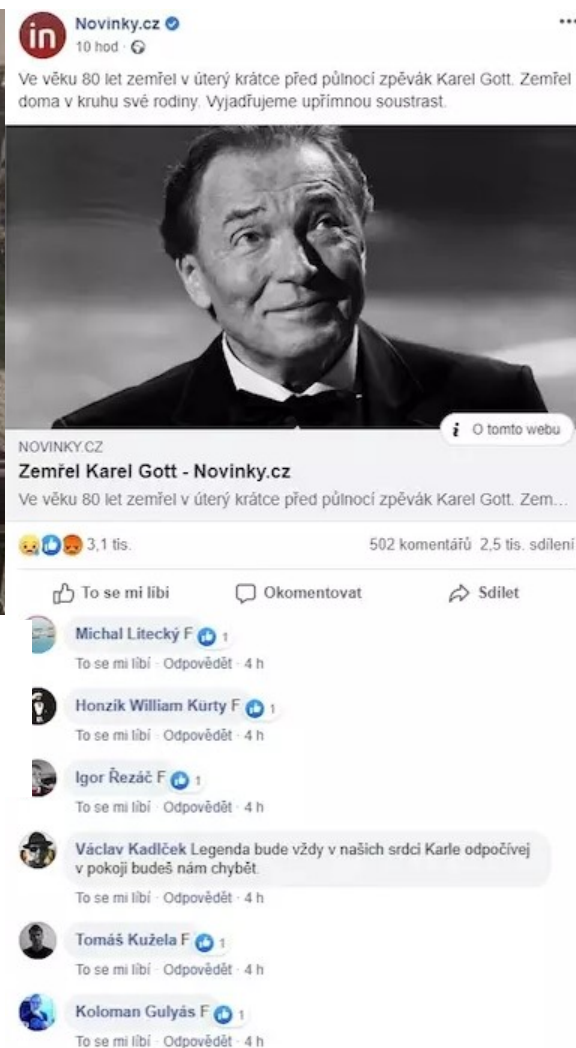 in
Novinky.cz
10 hod ·
Ve věku 80 let zemřel v úterý krátce před půlnocí zpěvák Karel Gott. Zemřel
doma v kruhu své rodiny. Vyjadřujeme upřímnou soustrast.
i O tomto webu
NOVINKY.CZ
Zemřel Karel Gott - Novinky.cz
Ve věku 80 let zemřel v úterý krátce před půlnocí zpěvák Karel Gott. Zem...
3,1 tis. 502 komentářů 2,5 tis. sdílení
To se mi líbí Okomentovat Sdílet
Michal Litecký F 1
To se mi líbí · Odpovědět · 4 h
Honzík William Kürty F 1
To se mi líbí · Odpovědět · 4 h
Igor Řezáč F 1
To se mi líbí · Odpovědět · 4 h
Václav Kadlček Legenda bude vždy v našich srdci Karle odpočívej
v pokoji budeš nám chybět.
To se mi líbí · Odpovědět · 4 h
Tomáš Kužela F 1
To se mi líbí · Odpovědět · 4 h
Koloman Gulyás F 1
To se mi líbí · Odpovědět · 4 h